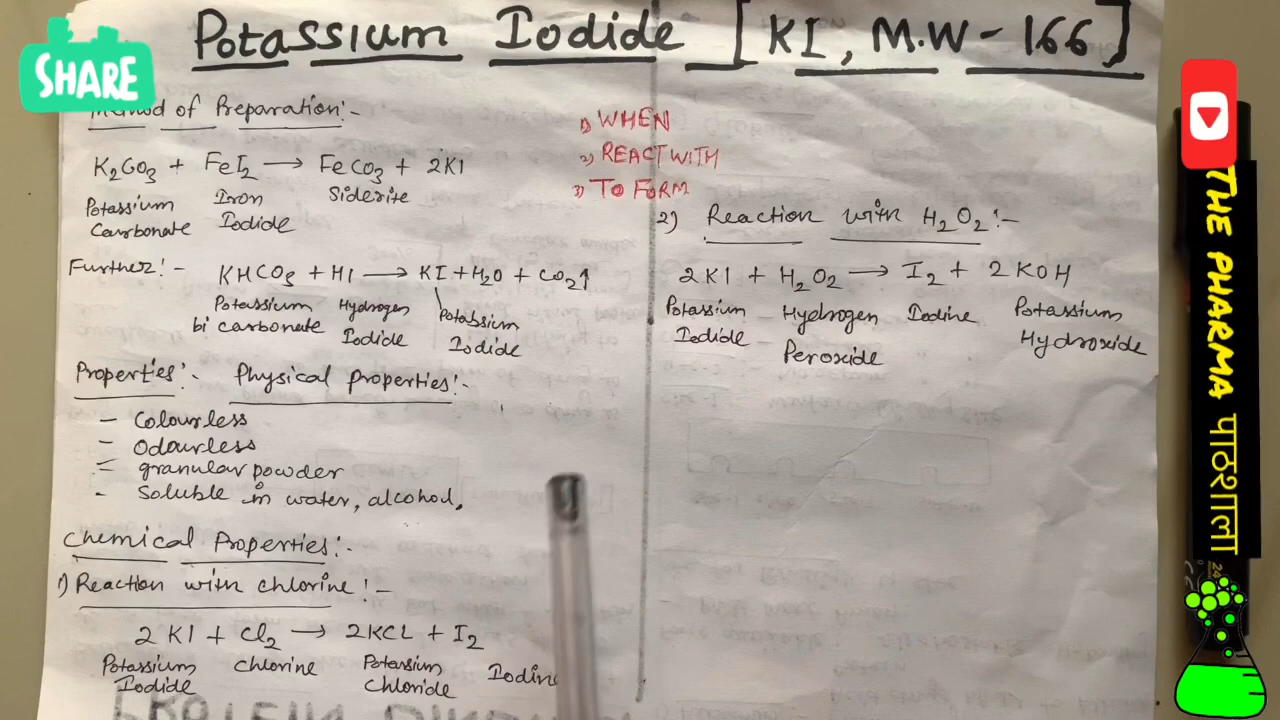 Potassium Iodide [KI, M.W - 166]
SHARE
Method of Preparation:-
K2CO3 + FeI2 → FeCO3 + 2KI
Potassium Carbonate
Iron Iodide
Siderite
Further:- KHCO3 + HI → KI + H2O + CO2↑
Potassium bi carbonate
Hydrogen Iodide
Potassium Iodide
Properties:- Physical Properties:-
- Colourless
- Odourless
- granular powder
- Soluble in water, alcohol.
Chemical Properties:-
1) Reaction with chlorine!-
2 KI + Cl2 → 2KCL + I2
Potassium Iodide
Chlorine
Potassium Chloride
Iodine
1) WHEN
2) REACT WITH
3) TO FORM
2) Reaction with H2O2:-
2KI + H2O2 → I2 + 2 KOH
Potassium Iodide
Hydrogen Peroxide
Iodine
Potassium Hydroxide
THE PHARMA पाठशाला